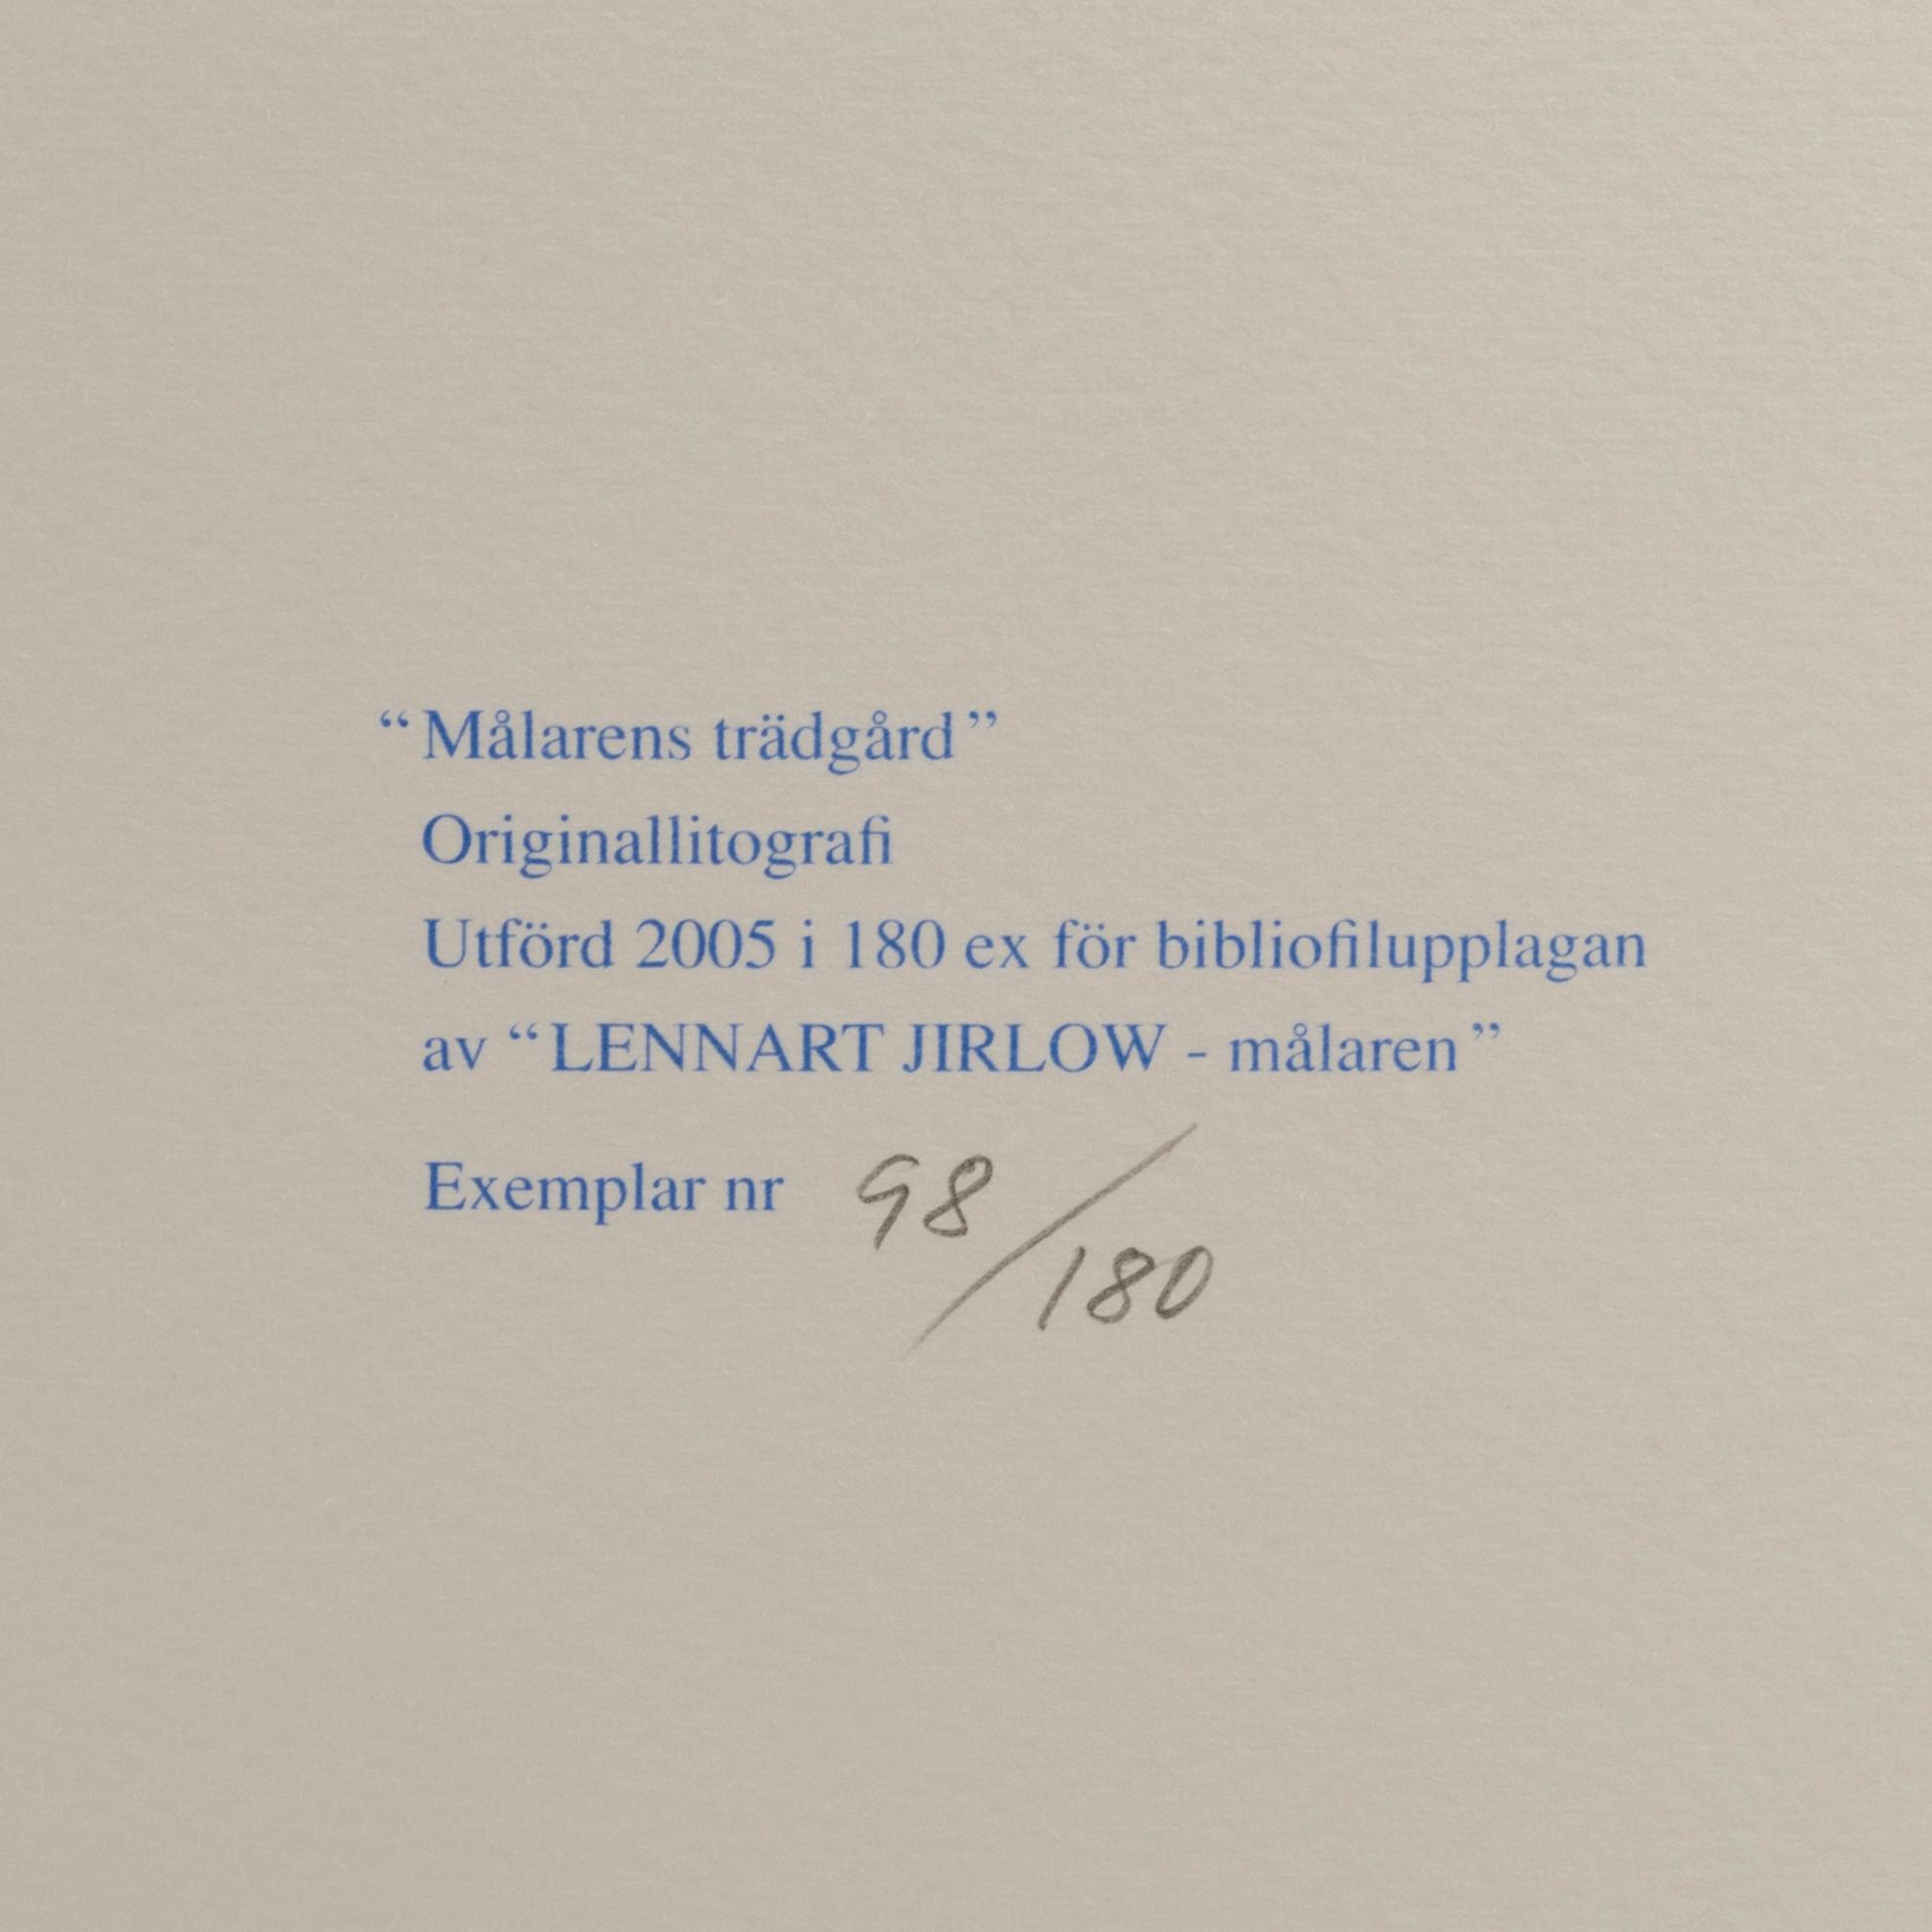 “Målarens trädgård”
Originallitografi
Utförd 2005 i 180 ex för bibliofilupplagan
av “LENNART JIRLOW - målaren”
Exemplar nr 98/180